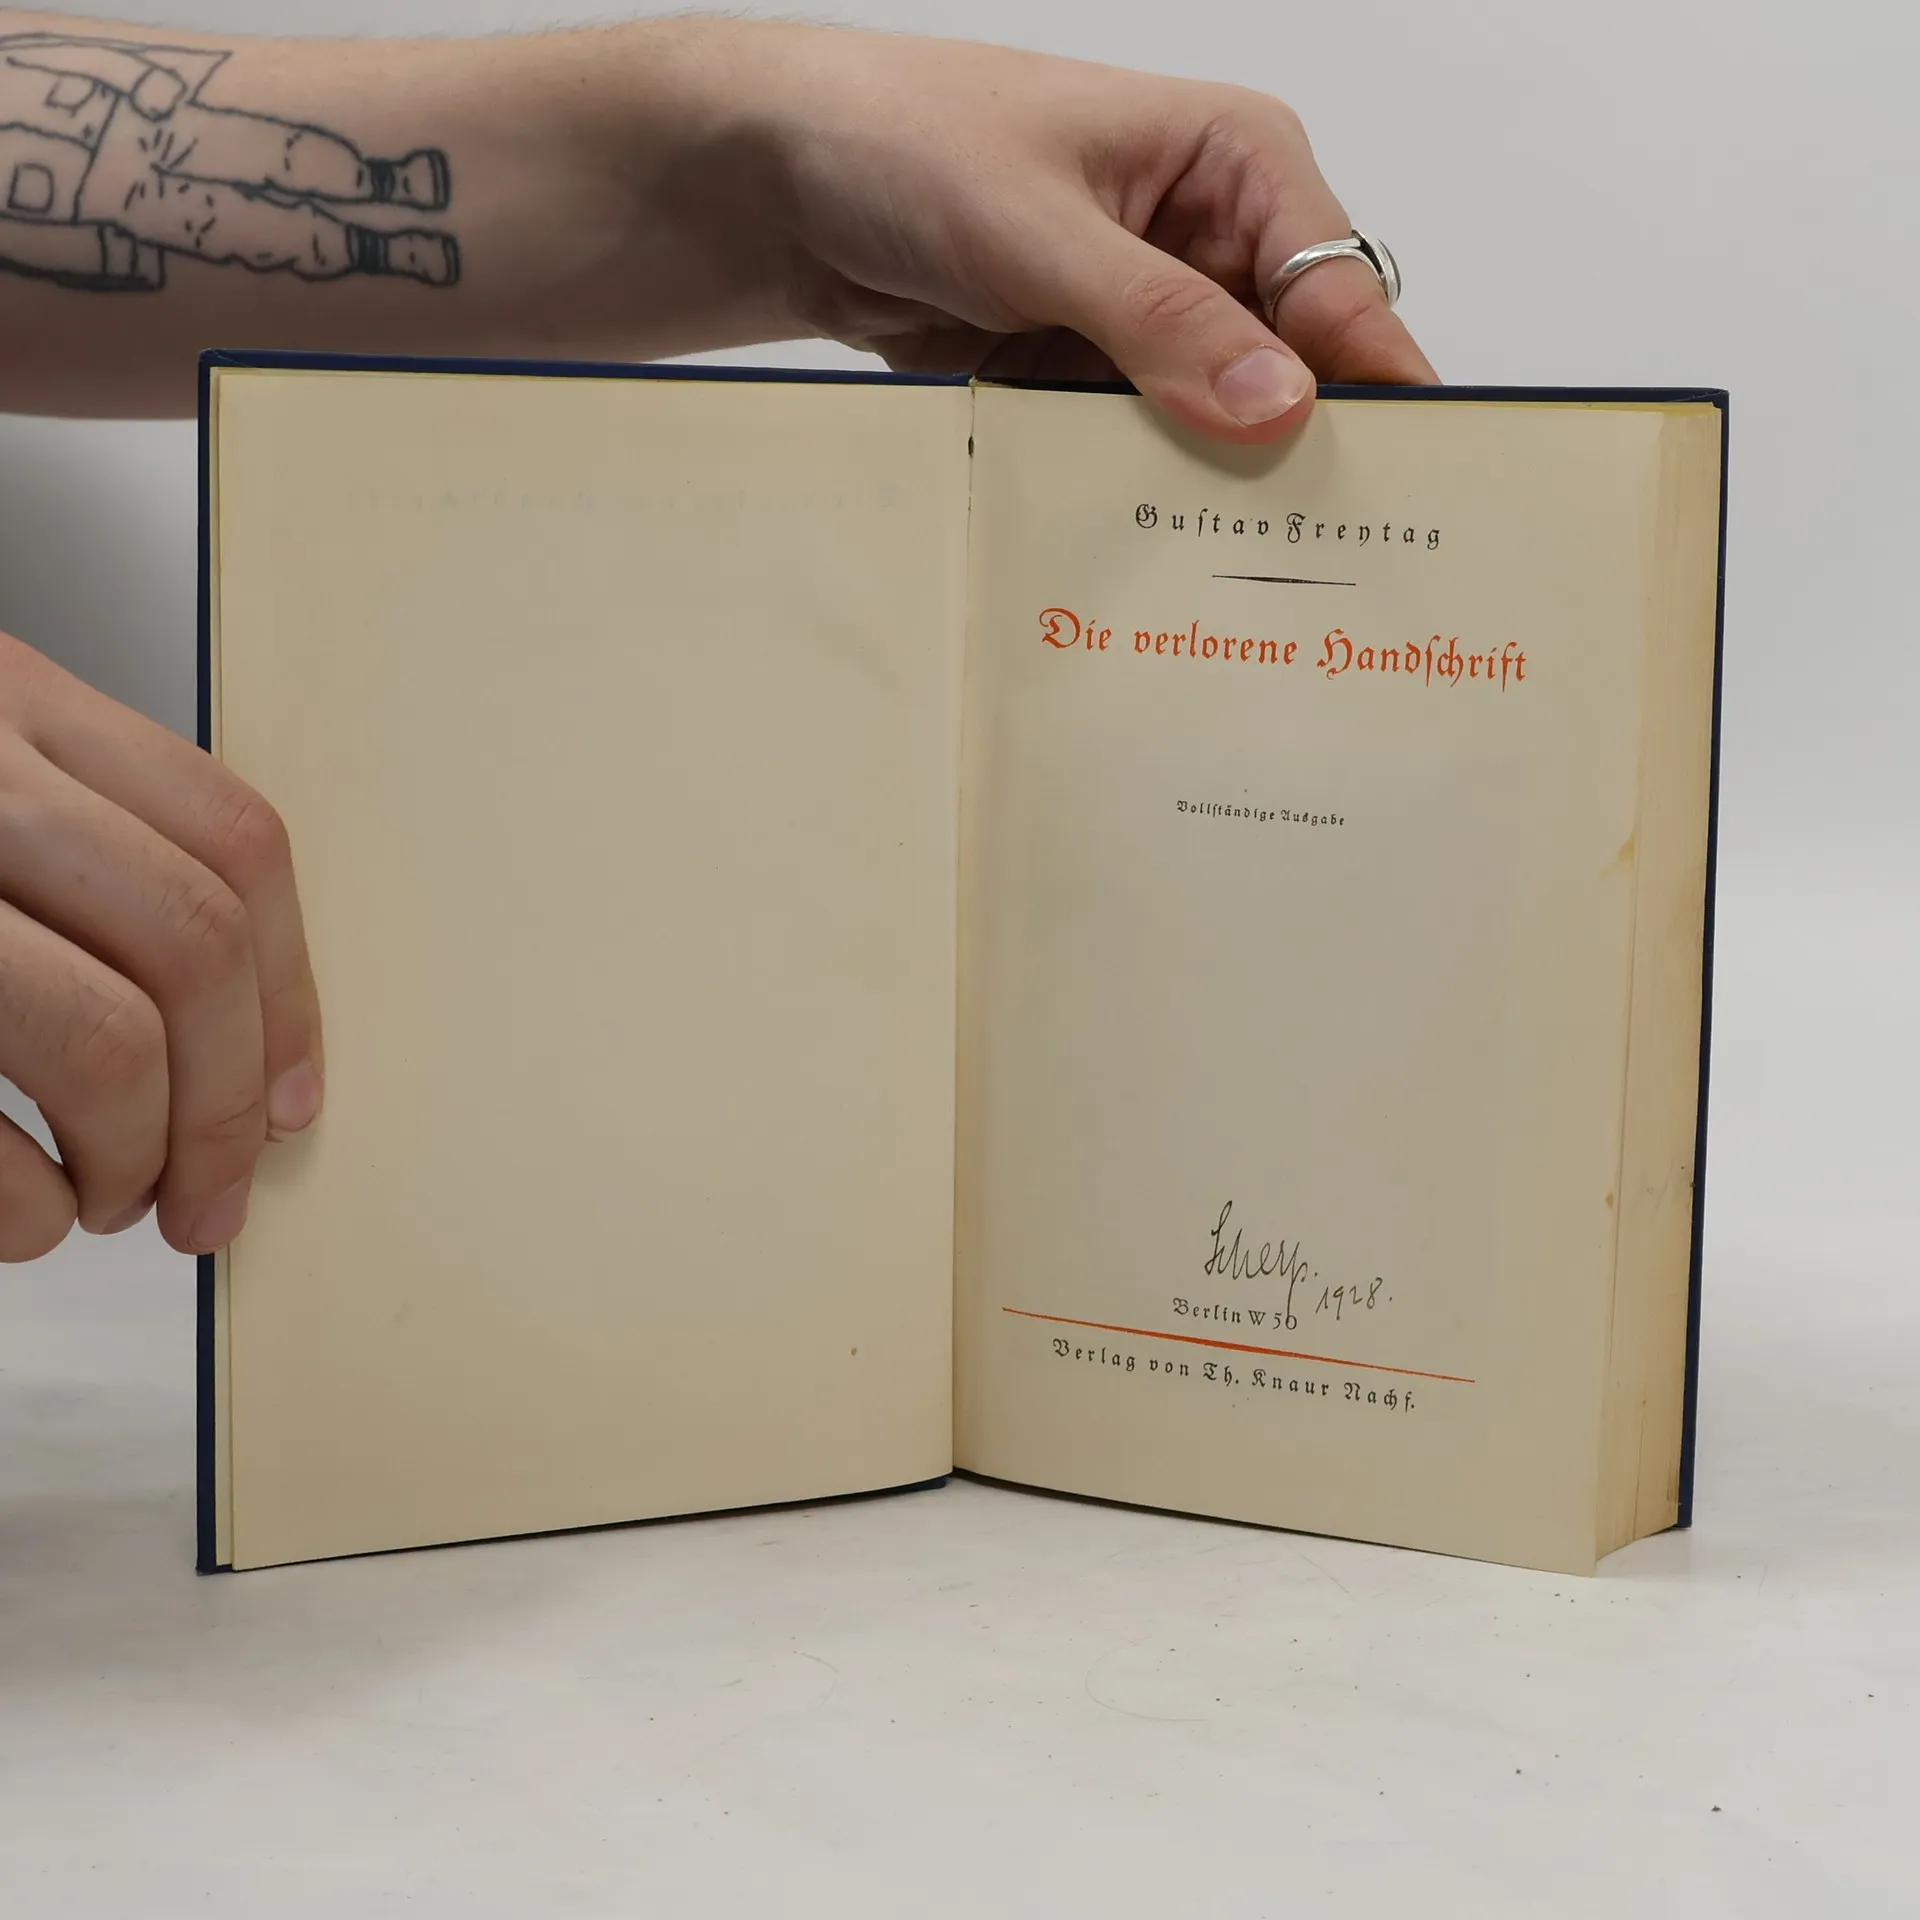 Gustav Freytag
Die verlorene Handschrift
Vollständige Ausgabe
1928.
Berlin W 50
Verlag von Th. Knaur Nachf.